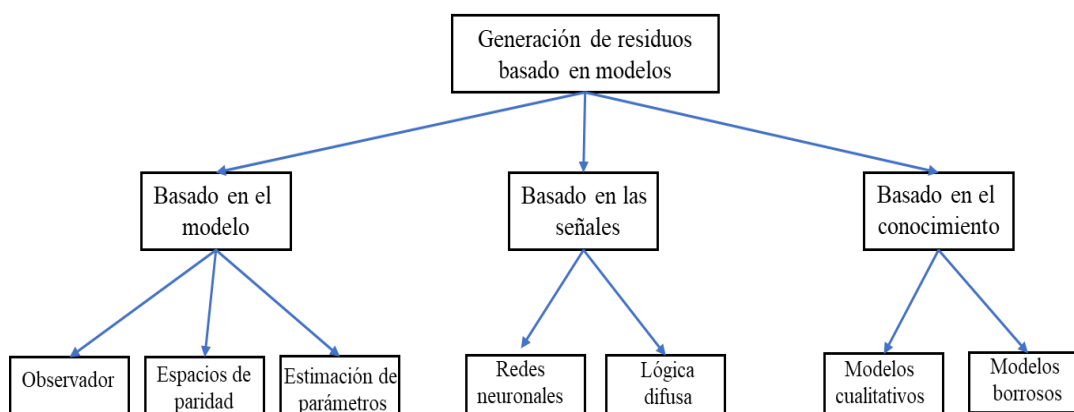 Generación de residuos
basado en modelos
Basado en el
modelo
Basado en las
señales
Basado en el
conocimiento
Observador
Espacios de
paridad
Estimación de
parámetros
Redes
neuronales
Lógica
difusa
Modelos
cualitativos
Modelos
borrosos